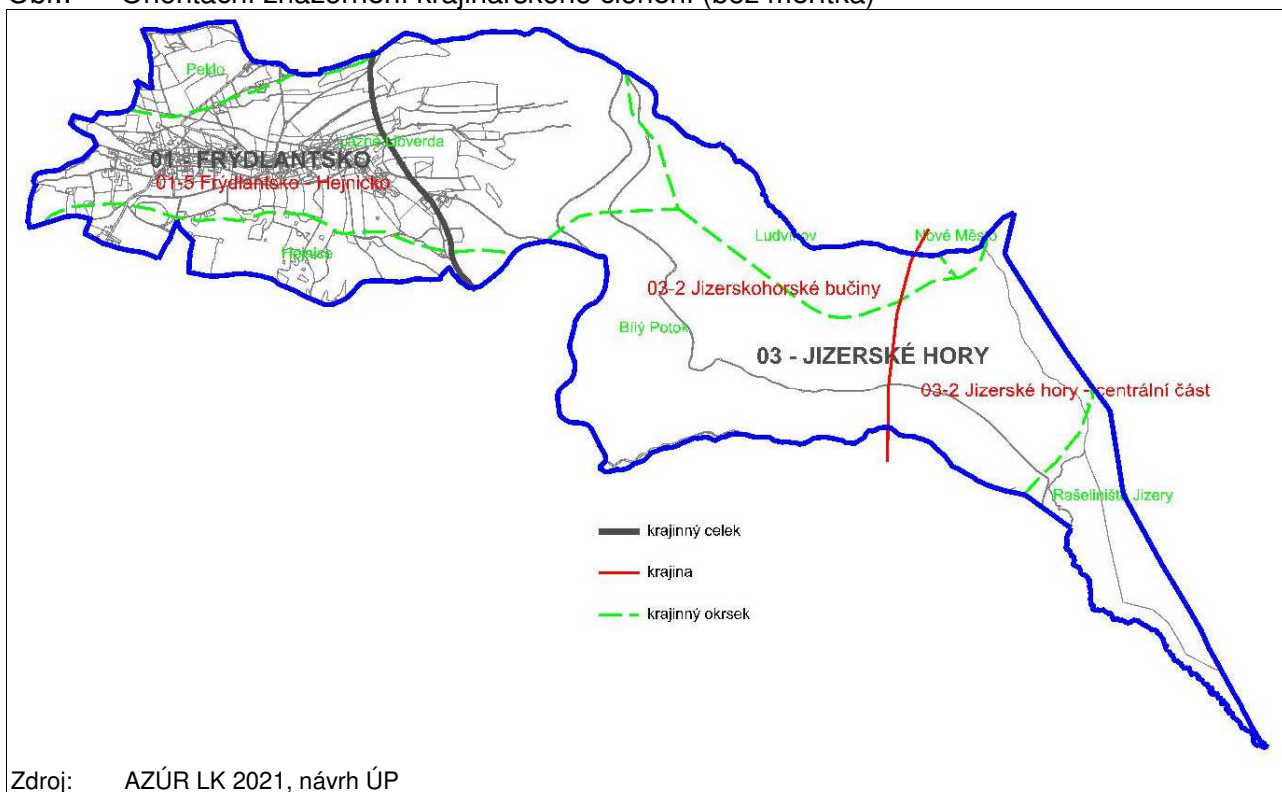 Obr.: Orientační znázornění krajinářského členění (bez měřítka)
Peklo
Lázně Libverda
01 - FRÝDLANTSKO
01-5 Frýdlantsko - Hejnicko
Hejnice
Ludvíkov
Nové Město
03-2 Jizerskohorské bučiny
Bílý Potok
03 - JIZERSKÉ HORY
03-2 Jizerské hory - centrální část
Rašeliniště Jizery
krajinný celek
krajina
krajinný okrsek
Zdroj: AZÚR LK 2021, návrh ÚP